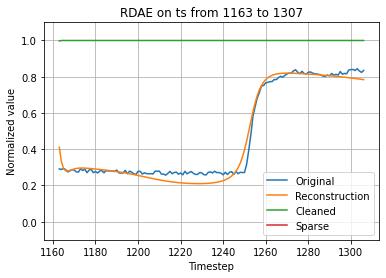 RDAE on ts from 1163 to 1307
Normalized value
1.0
0.8
0.6
0.4
0.2
0.0
1160 1180 1200 1220 1240 1260 1280 1300
Timestep
Original
Reconstruction
Cleaned
Sparse